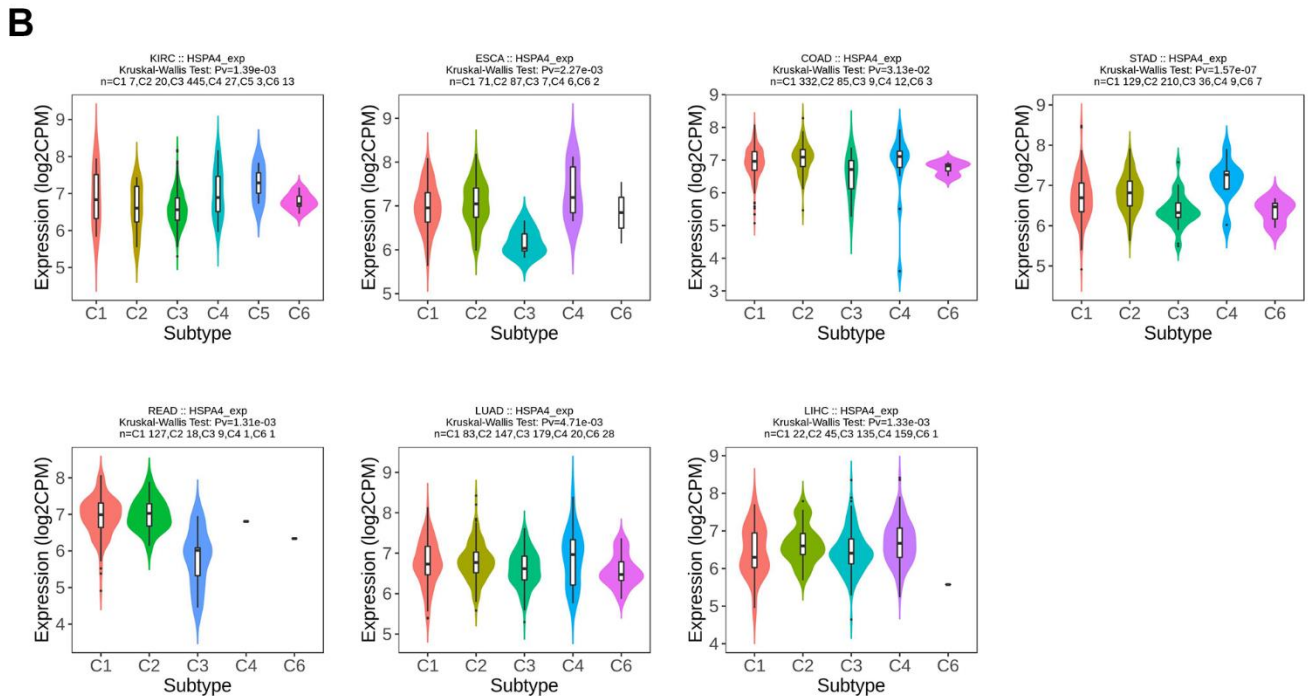 B
KIRC :: HSPA4_exp
Kruskal-Wallis Test: Pv=1.39e-03
n=C1 7,C2 20,C3 445,C4 27,C5 3,C6 13
Expression (log2CPM)
9
8
7
6
5
C1 C2 C3 C4 C5 C6
Subtype
ESCA :: HSPA4_exp
Kruskal-Wallis Test: Pv=2.27e-03
n=C1 71,C2 87,C3 7,C4 6,C6 2
Expression (log2CPM)
8
7
6
5
C1 C2 C3 C4 C6
Subtype
COAD :: HSPA4_exp
Kruskal-Wallis Test: Pv=3.13e-02
n=C1 332,C2 85,C3 9,C4 12,C6 3
Expression (log2CPM)
9
8
7
6
5
4
3
C1 C2 C3 C4 C6
Subtype
STAD :: HSPA4_exp
Kruskal-Wallis Test: Pv=1.57e-07
n=C1 129,C2 210,C3 36,C4 9,C6 7
Expression (log2CPM)
9
8
7
6
5
C1 C2 C3 C4 C6
Subtype
READ :: HSPA4_exp
Kruskal-Wallis Test: Pv=1.31e-03
n=C1 127,C2 18,C3 9,C4 1,C6 1
Expression (log2CPM)
8
7
6
5
4
C1 C2 C3 C4 C6
Subtype
LUAD :: HSPA4_exp
Kruskal-Wallis Test: Pv=4.71e-03
n=C1 83,C2 147,C3 179,C4 20,C6 28
Expression (log2CPM)
9
8
7
6
5
C1 C2 C3 C4 C6
Subtype
LIHC :: HSPA4_exp
Kruskal-Wallis Test: Pv=1.33e-03
n=C1 22,C2 45,C3 135,C4 159,C6 1
Expression (log2CPM)
9
8
7
6
5
4
C1 C2 C3 C4 C6
Subtype